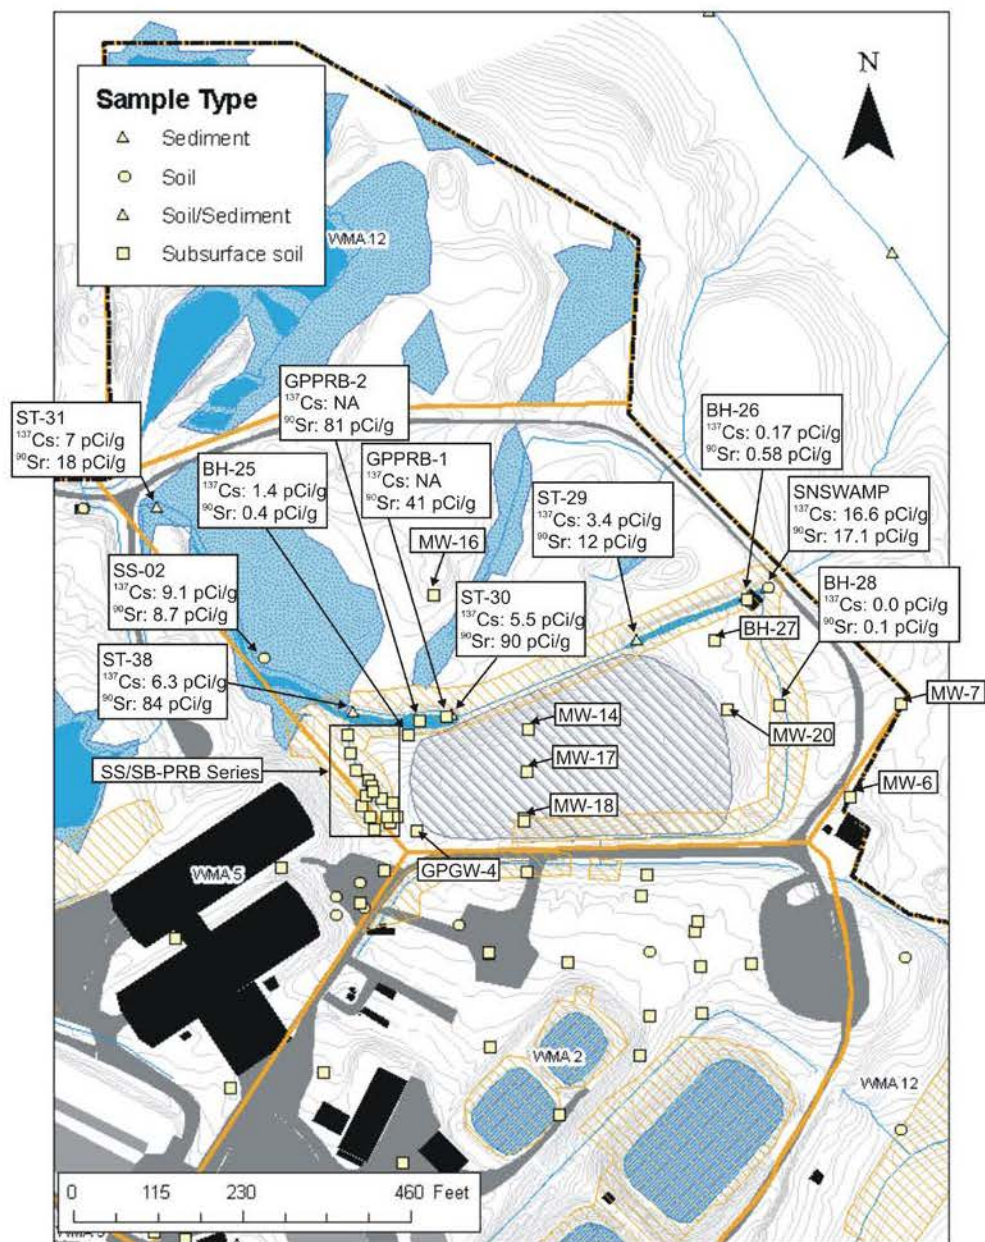 Sample Type
Sediment
Soil
Soil/Sediment
Subsurface soil
N
WMA 12
GPPRB-2
¹³⁷Cs: NA
⁹⁰Sr: 81 pCi/g
ST-31
¹³⁷Cs: 7 pCi/g
⁹⁰Sr: 18 pCi/g
BH-25
¹³⁷Cs: 1.4 pCi/g
⁹⁰Sr: 0.4 pCi/g
GPPRB-1
¹³⁷Cs: NA
⁹⁰Sr: 41 pCi/g
BH-26
¹³⁷Cs: 0.17 pCi/g
⁹⁰Sr: 0.58 pCi/g
ST-29
¹³⁷Cs: 3.4 pCi/g
⁹⁰Sr: 12 pCi/g
SNSWAMP
¹³⁷Cs: 16.6 pCi/g
⁹⁰Sr: 17.1 pCi/g
MW-16
SS-02
¹³⁷Cs: 9.1 pCi/g
⁹⁰Sr: 8.7 pCi/g
ST-30
¹³⁷Cs: 5.5 pCi/g
⁹⁰Sr: 90 pCi/g
BH-28
¹³⁷Cs: 0.0 pCi/g
⁹⁰Sr: 0.1 pCi/g
BH-27
ST-38
¹³⁷Cs: 6.3 pCi/g
⁹⁰Sr: 84 pCi/g
MW-7
MW-14
MW-20
SS/SB-PRB Series
MW-17
MW-6
MW-18
GPGW-4
WMA 5
WMA 2
WMA 12
0 115 230 460 Feet